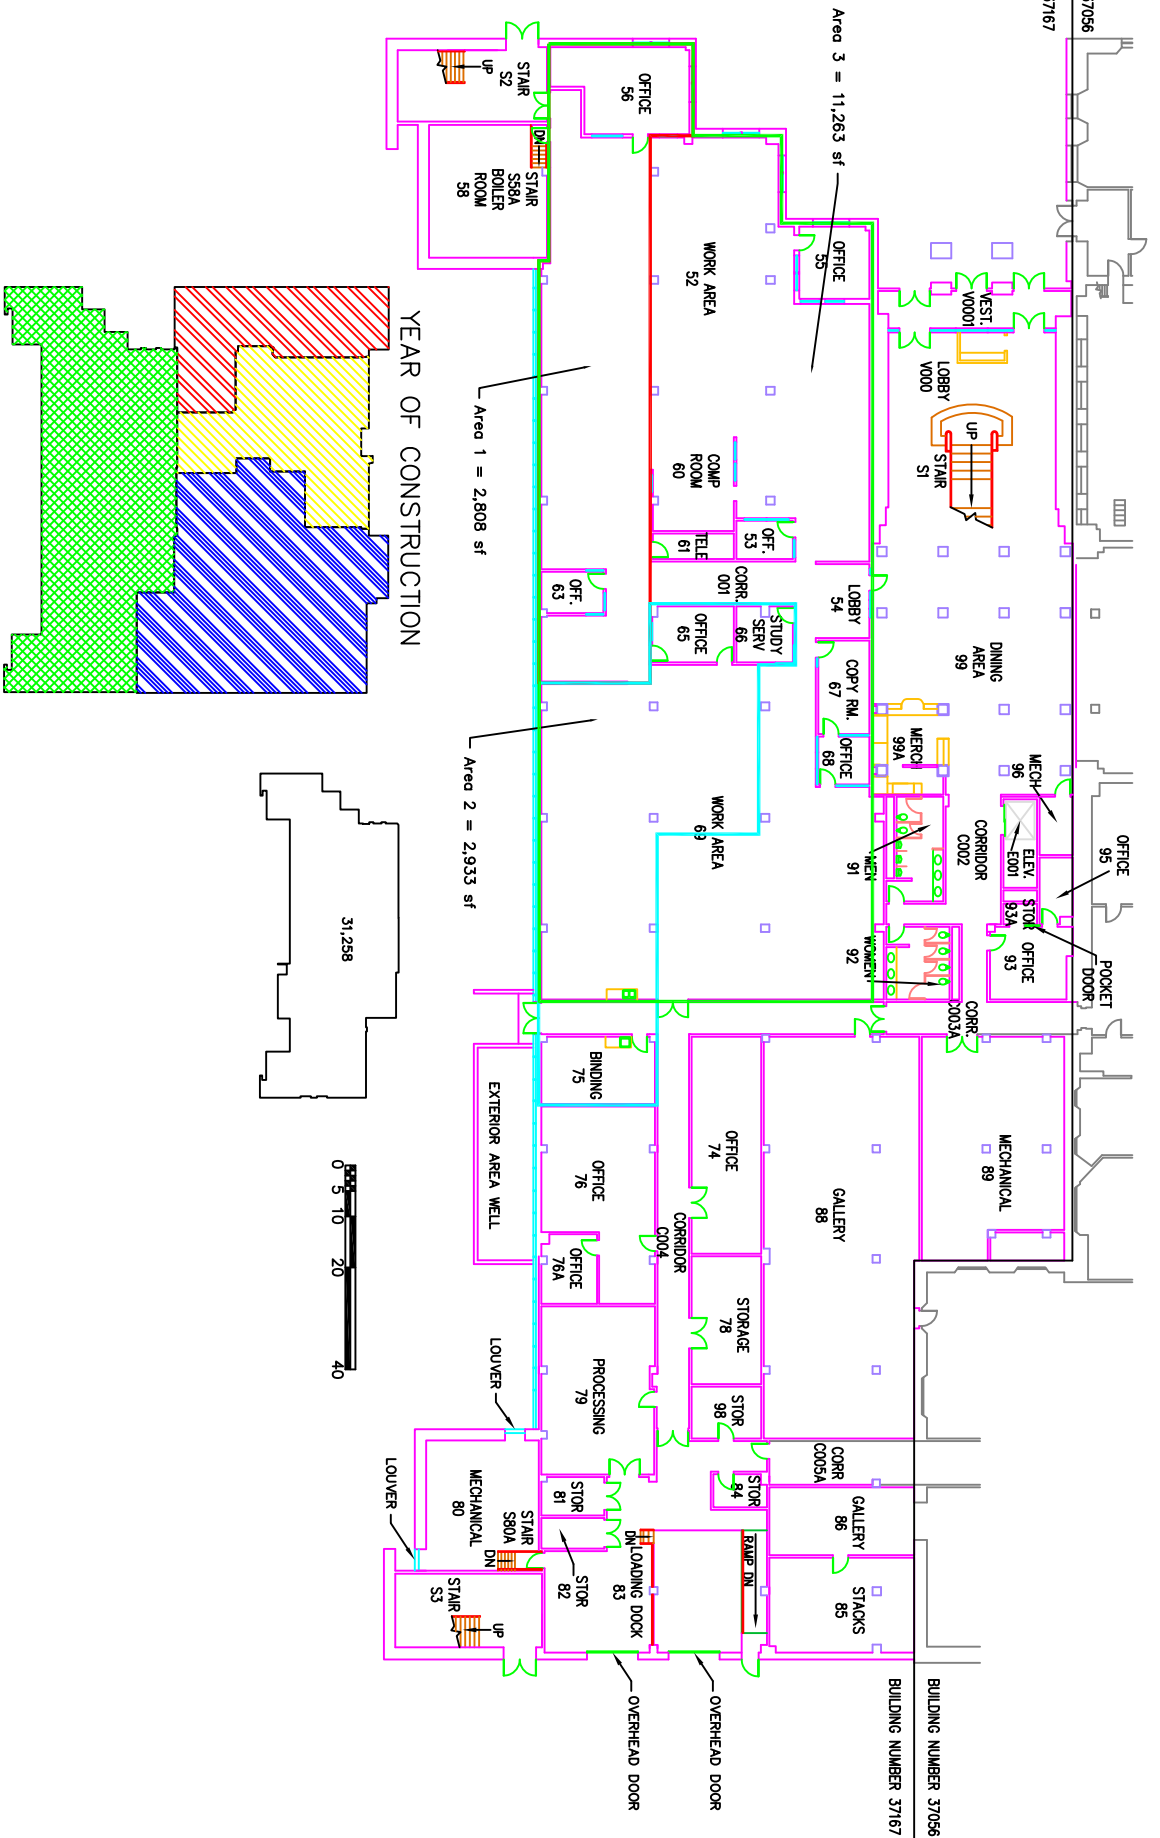 37056
37167
BUILDING NUMBER 37056
BUILDING NUMBER 37167
Area 3 = 11,263 sf
OFFICE
95
POCKET
DOOR
MECH
96
ELEV.
E001
STOR
93A
OFFICE
93
CORR.
C003A
CORRIDOR
C002
VEST.
V0001
LOBBY
V000
UP
STAIR
S1
DINING
AREA
99
MERCH
99A
MEN
91
WOMEN
92
MECHANICAL
89
OFFICE
55
LOBBY
54
COPY RM.
67
OFFICE
68
GALLERY
88
CORR
C005A
GALLERY
86
STACKS
85
OFFICE
56
WORK AREA
52
COMP
ROOM
60
TELE
61
OFF.
53
CORR.
001
STUDY
SERV
66
OFFICE
65
WORK AREA
69
OFFICE
74
STORAGE
78
STOR
98
STOR
84
RAMP DN
CORRIDOR
C004
STAIR
S2
UP
DN
STAIR
S58A
BOILER
ROOM
58
OFF.
63
BINDING
75
OFFICE
76
OFFICE
76A
PROCESSING
79
STOR
81
STOR
82
DN
LOADING DOCK
83
OVERHEAD DOOR
OVERHEAD DOOR
EXTERIOR AREA WELL
LOUVER
LOUVER
MECHANICAL
80
STAIR
S80A
DN
STAIR
S3
UP
Area 1 = 2,808 sf
Area 2 = 2,933 sf
YEAR OF CONSTRUCTION
31,258
0 5 10 20 40